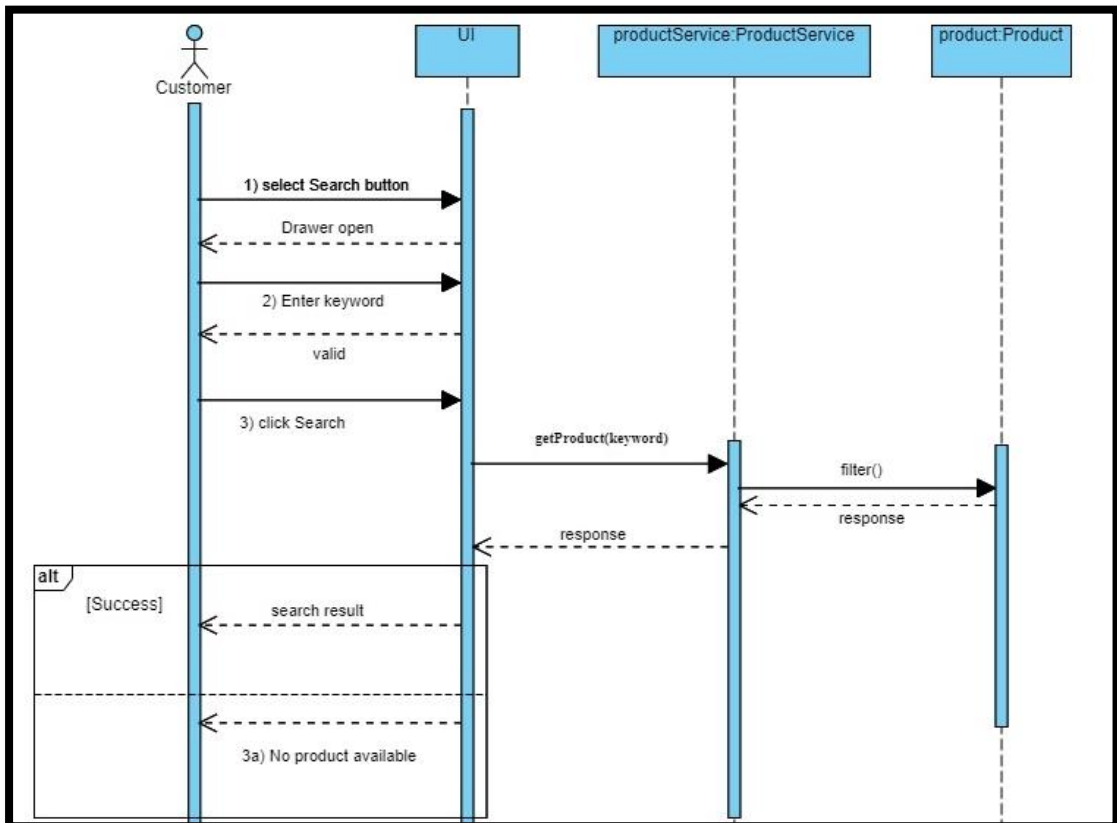 UI
productService:ProductService
product:Product
Customer
1) select Search button
Drawer open
2) Enter keyword
valid
3) click Search
getProduct(keyword)
filter()
response
response
alt
[Success]
search result
3a) No product available